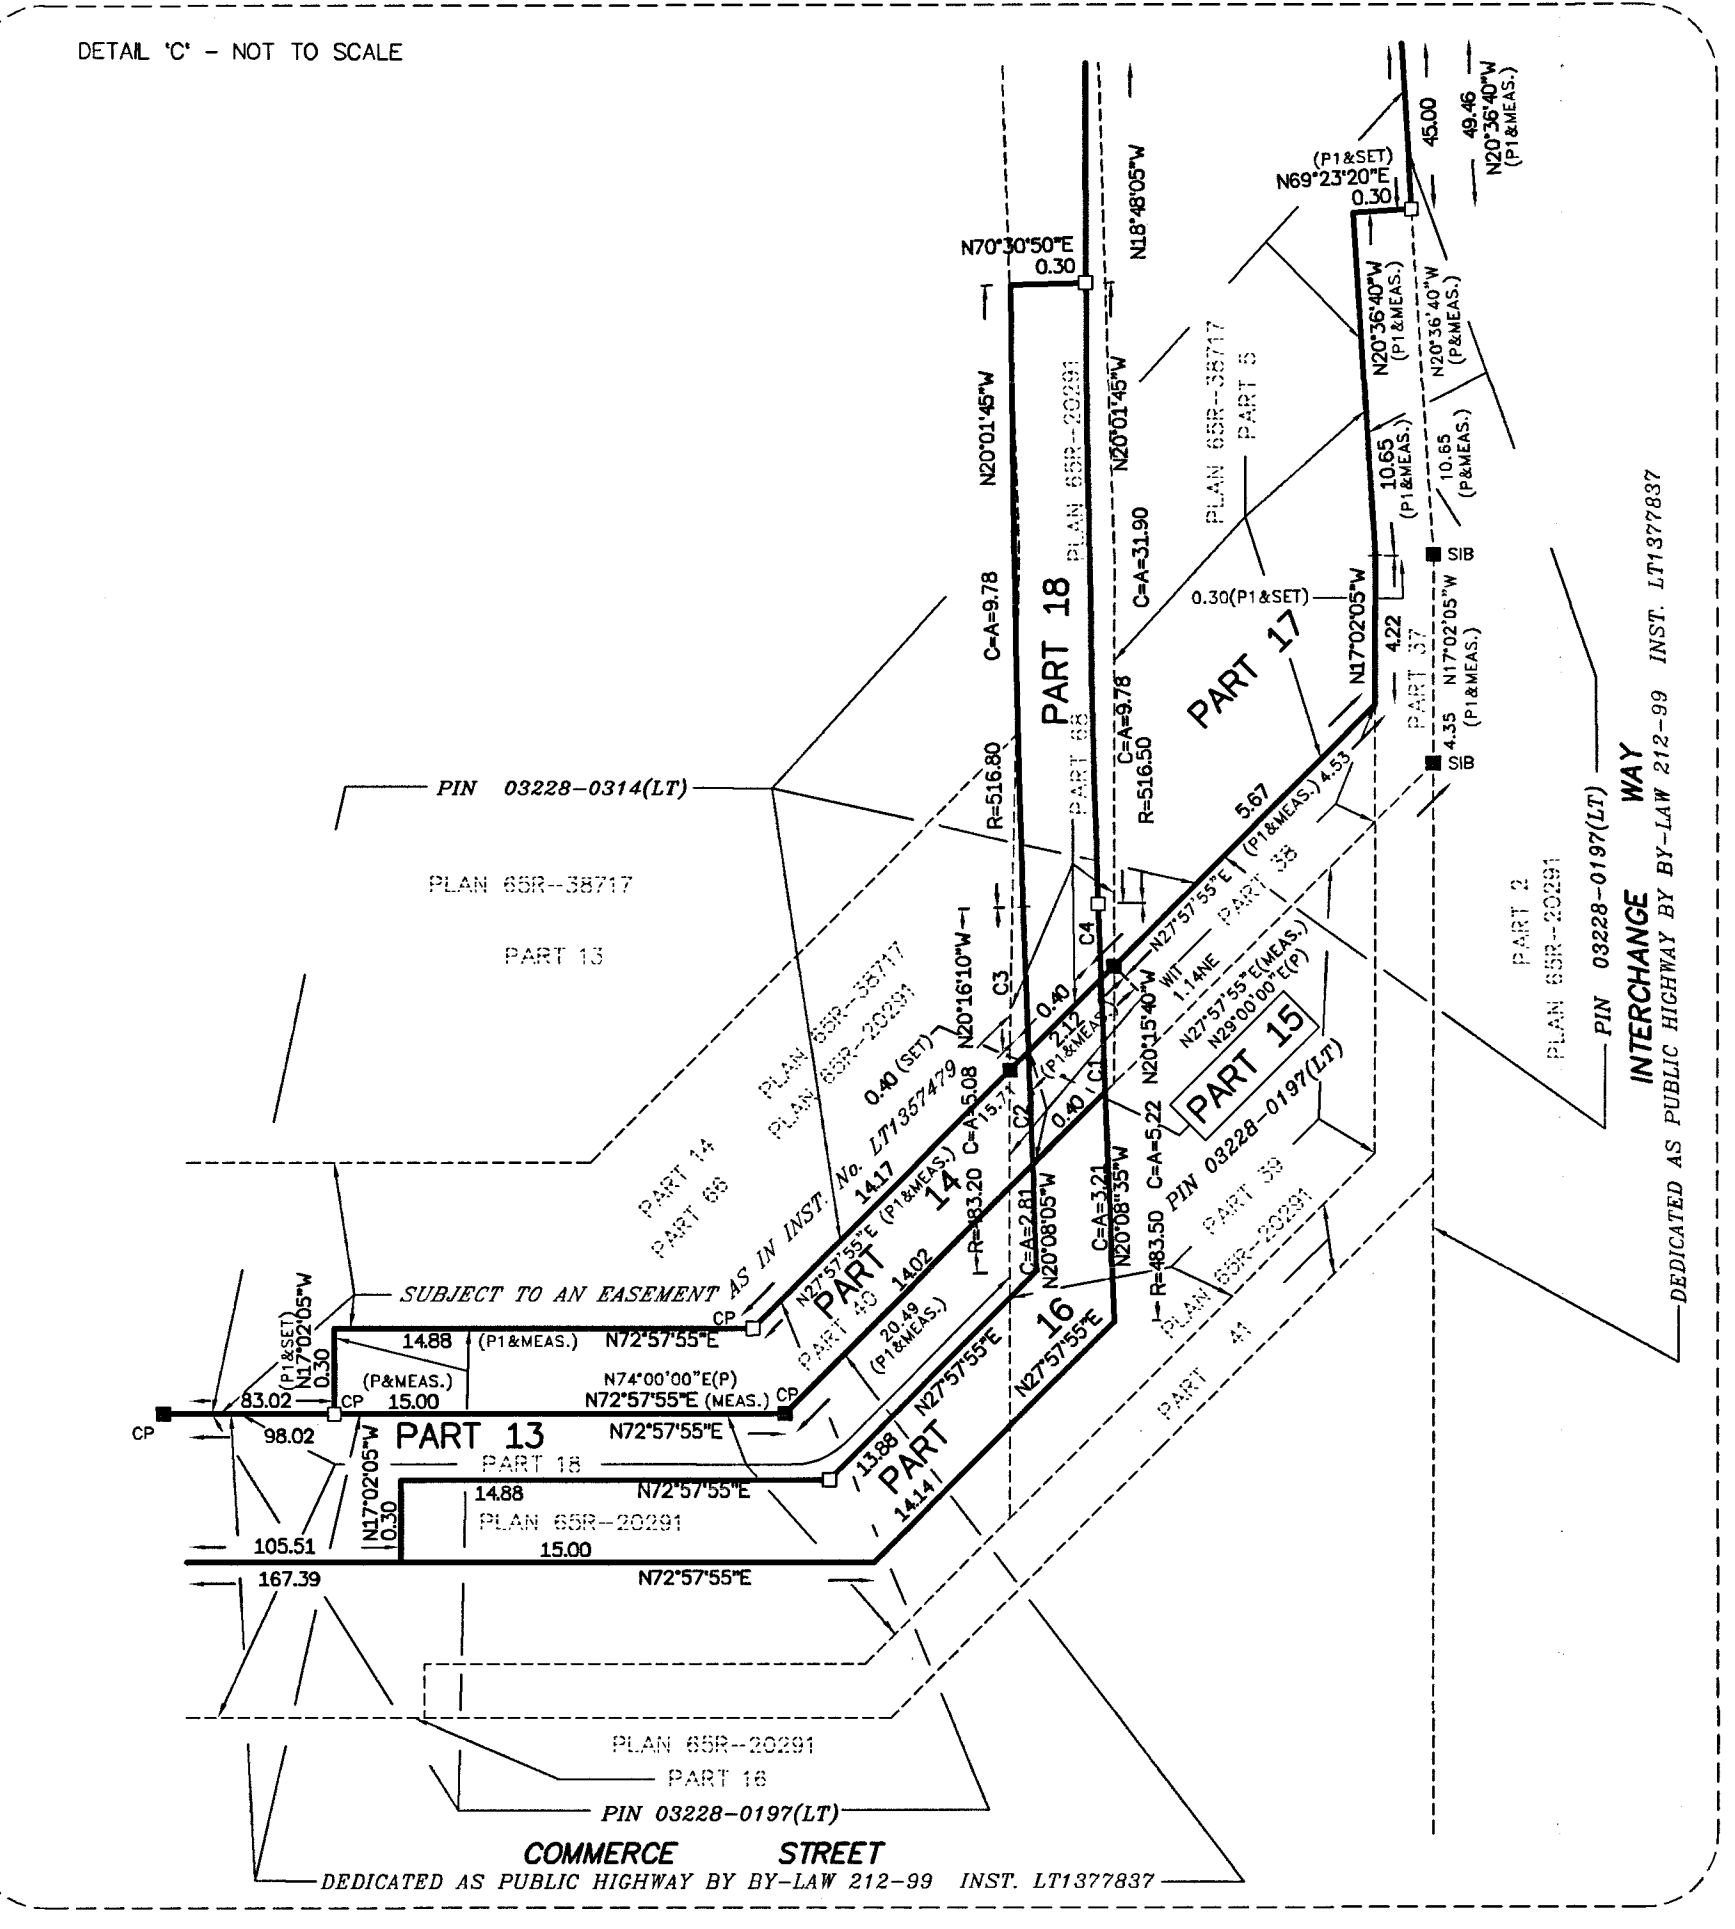 DETAIL 'C' - NOT TO SCALE
N18°48'05"W
(P1&SET)
N69°23'20"E
0.30
45.00
49.46
N20°36'40"W
(P1&MEAS.)
N70°30'50"E
0.30
N20°01'45"W
C=A=9.78
R=516.80
PLAN 65R-20291
PART 68
PART 18
N20°01'45"W
C=A=31.90
C=A=9.78
R=516.50
PLAN 65R-38717
PART 5
N20°36'40"W
(P1&MEAS.)
N20°36'40"W
(P&MEAS.)
10.65
(P1&MEAS.)
10.65
(P&MEAS.)
SIB
0.30(P1&SET)
PART 17
N17°02'05"W
4.22
PART 37
N17°02'05"W
4.35
(P1&MEAS.)
SIB
PIN 03228-0314(LT)
PLAN 65R-38717
PART 13
5.67
(P1&MEAS.)
4.53
N27°57'55"E
PART 38
WIT
1.14NE
N27°57'55"E(MEAS.)
N29°00'00"E(P)
PART 15
PIN 03228-0197(LT)
PART 39
PLAN 65R-20291
PART 41
PART 2
PLAN 65R-20291
PIN 03228-0197(LT)
INTERCHANGE WAY
DEDICATED AS PUBLIC HIGHWAY BY BY-LAW 212-99 INST. LT1377837
C3
C4
N20°16'10"W
0.40
2.12
(P1&MEAS.)
C1
C2
0.40
N20°15'40"W
C=A=5.22
R=483.50
C=A=5.08
R=483.20
15.71
0.40 (SET)
PLAN 65R-38717
PLAN 65R-20291
PART 14
PART 66
SUBJECT TO AN EASEMENT AS IN INST. No. LT1357479
14.17
N27°57'55"E (P1&MEAS.)
PART 14
PART 40
14.02
20.49
(P1&MEAS.)
C=A=2.81
N20°08'05"W
C=A=3.21
N20°08'35"W
N27°57'55"E
PART 16
N27°57'55"E
13.88
14.14
(P1&SET)
N17°02'05"W
0.30
CP
14.88
(P1&MEAS.)
N72°57'55"E
(P&MEAS.)
N74°00'00"E(P)
83.02
CP
15.00
N72°57'55"E (MEAS.)
CP
CP
98.02
PART 13
N72°57'55"E
PART 18
N17°02'05"W
0.30
14.88
N72°57'55"E
PLAN 65R-20291
105.51
15.00
167.39
N72°57'55"E
PLAN 65R-20291
PART 16
PIN 03228-0197(LT)
COMMERCE STREET
DEDICATED AS PUBLIC HIGHWAY BY BY-LAW 212-99 INST. LT1377837